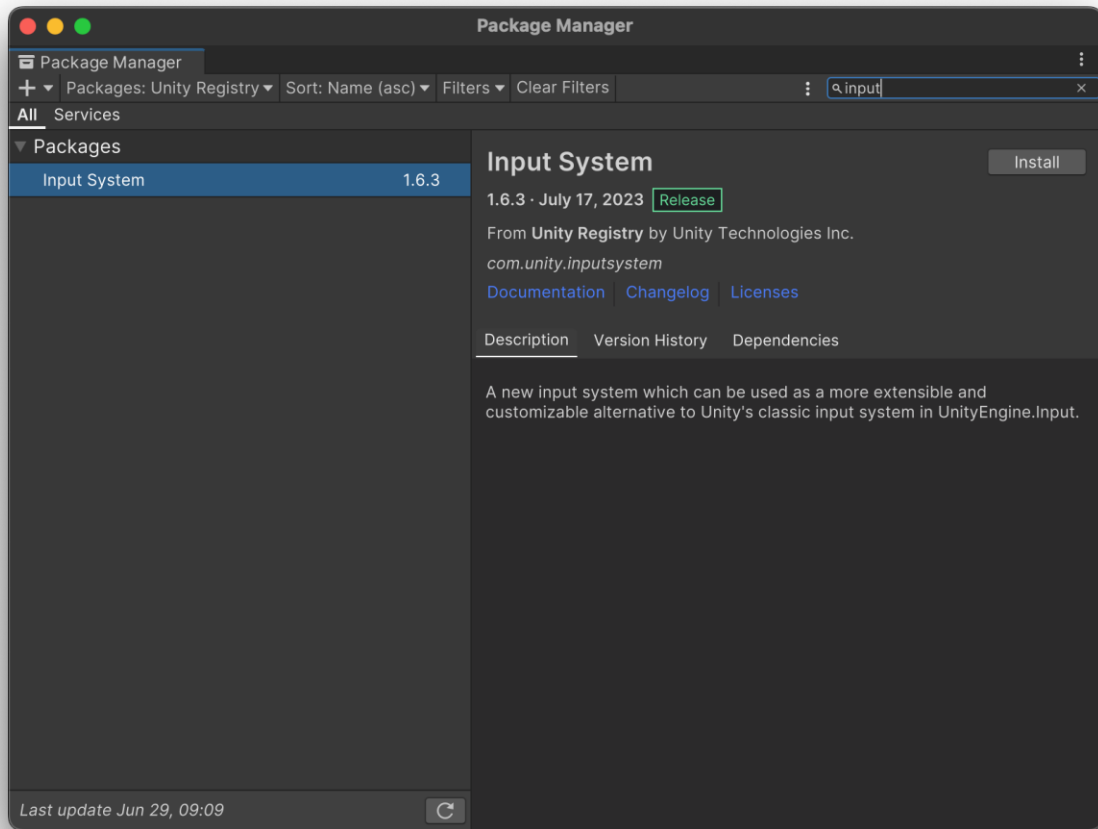 Package Manager
Package Manager
Packages: Unity Registry Sort: Name (asc) Filters Clear Filters input
All Services
Packages
Input System 1.6.3
Last update Jun 29, 09:09
Input System Install
1.6.3 · July 17, 2023 Release
From Unity Registry by Unity Technologies Inc.
com.unity.inputsystem
Documentation Changelog Licenses
Description Version History Dependencies
A new input system which can be used as a more extensible and
customizable alternative to Unity's classic input system in UnityEngine.Input.